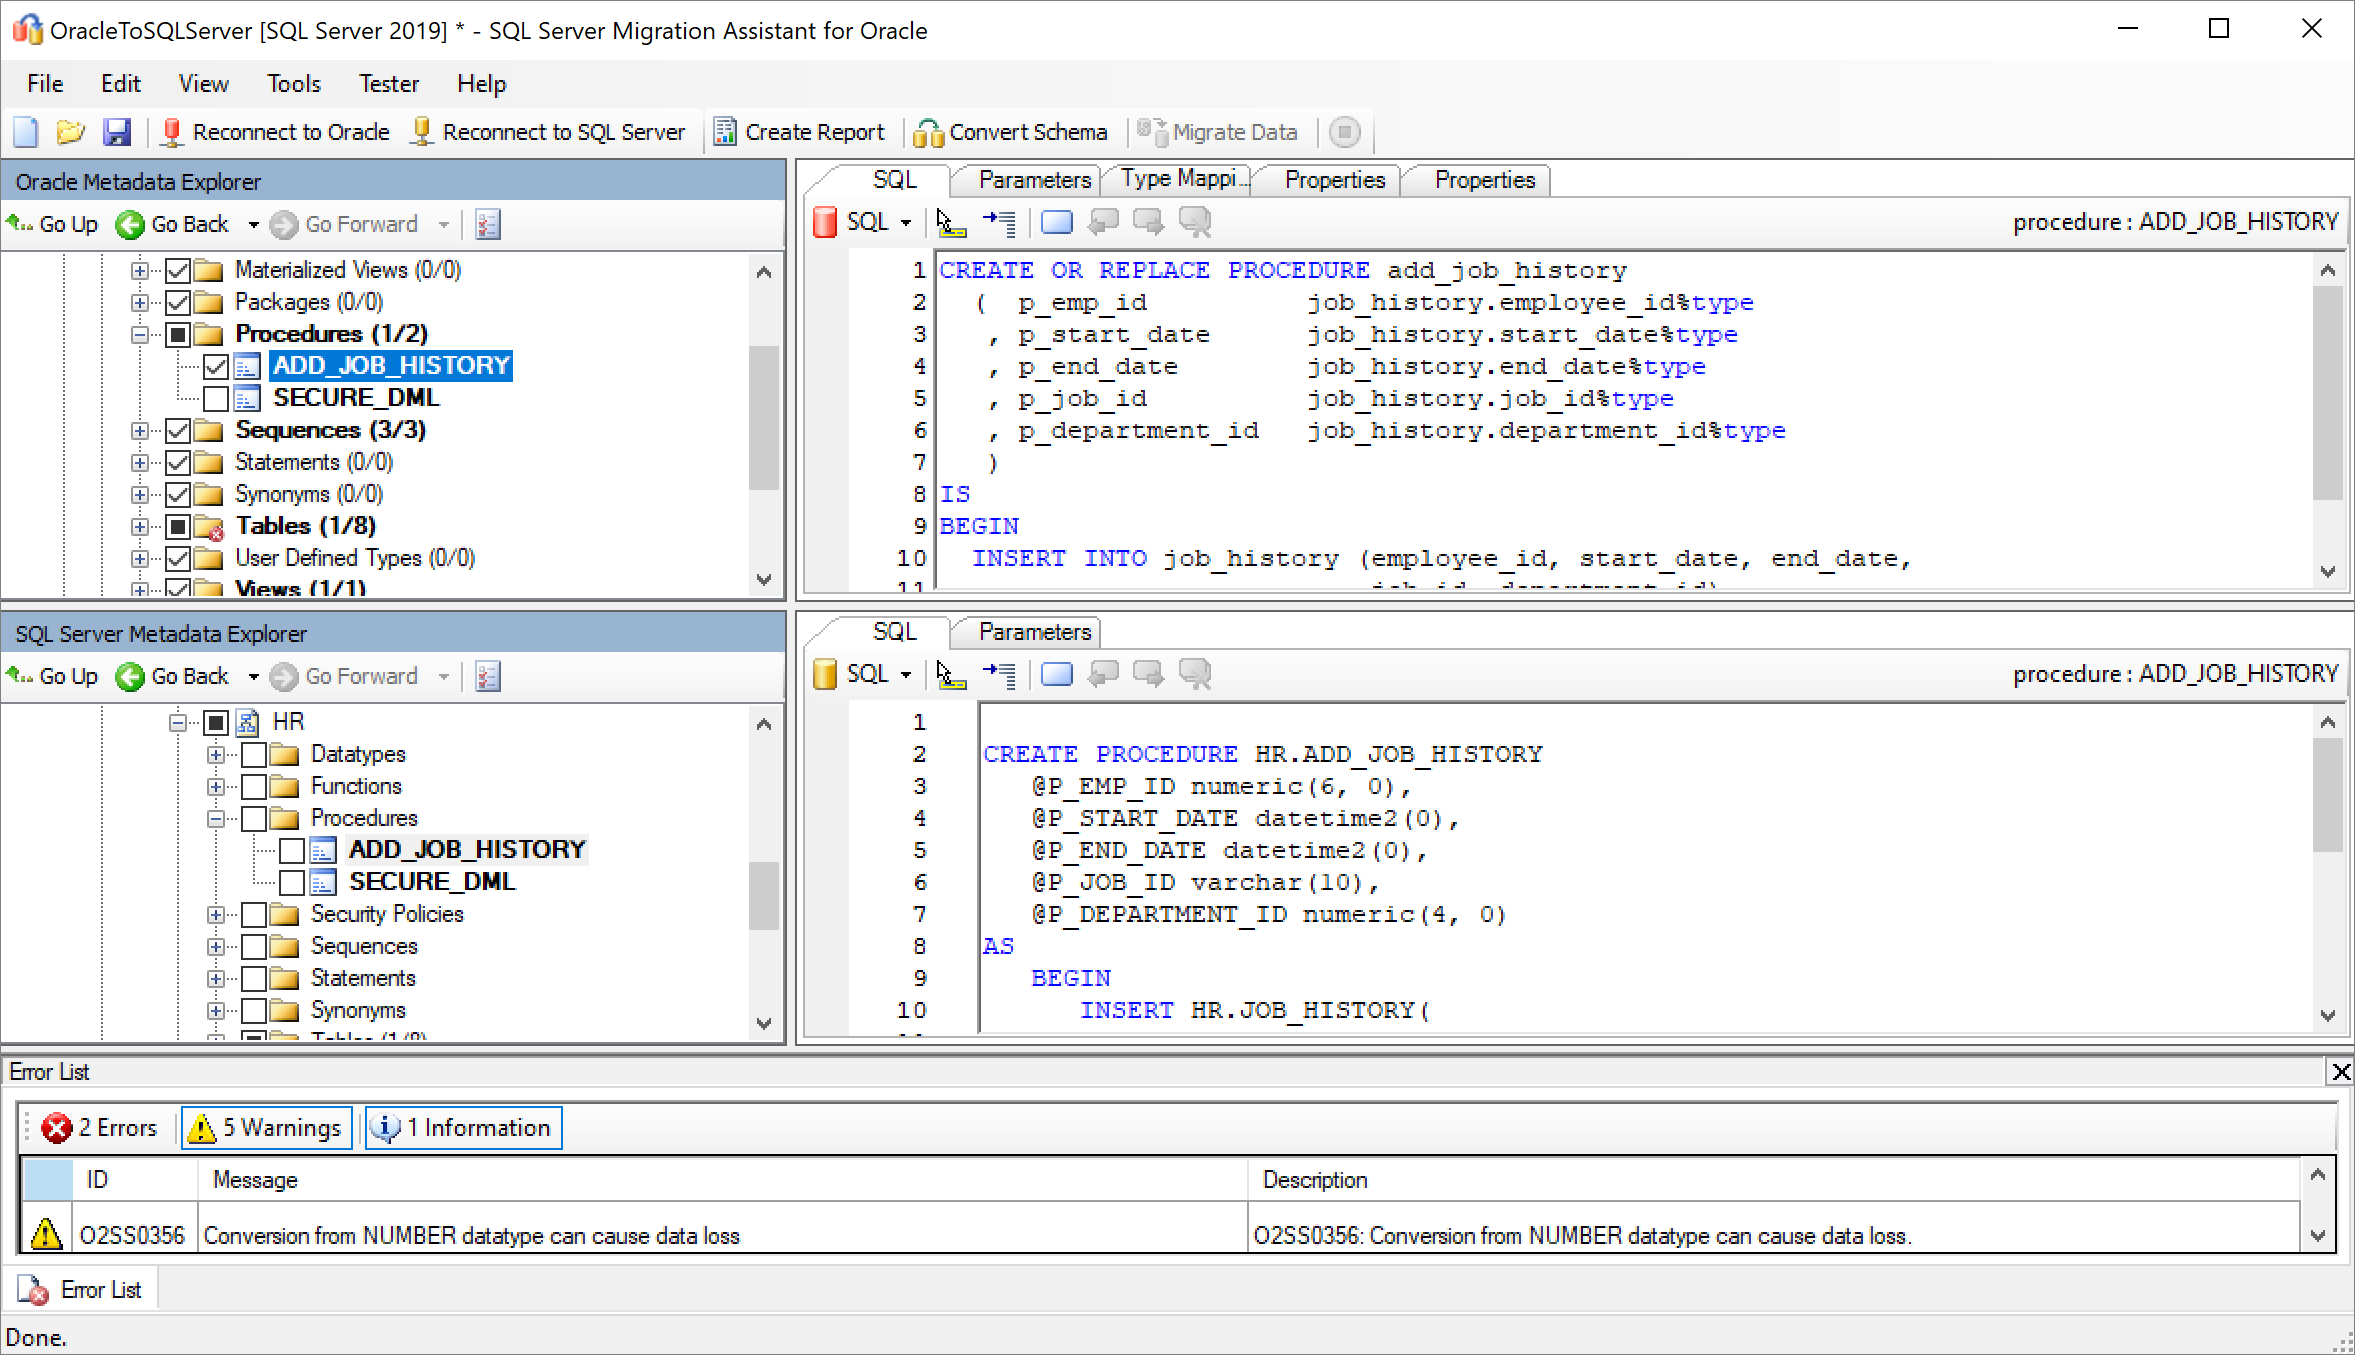 OracleToSQLServer [SQL Server 2019] * - SQL Server Migration Assistant for Oracle
File Edit View Tools Tester Help
Reconnect to Oracle Reconnect to SQL Server Create Report Convert Schema Migrate Data
Oracle Metadata Explorer
Go Up Go Back Go Forward
Materialized Views (0/0)
Packages (0/0)
Procedures (1/2)
ADD_JOB_HISTORY
SECURE_DML
Sequences (3/3)
Statements (0/0)
Synonyms (0/0)
Tables (1/8)
User Defined Types (0/0)
Views (1/1)
SQL Parameters Type Mappi... Properties Properties
SQL procedure : ADD_JOB_HISTORY
1 CREATE OR REPLACE PROCEDURE add_job_history
2 ( p_emp_id job_history.employee_id%type
3 , p_start_date job_history.start_date%type
4 , p_end_date job_history.end_date%type
5 , p_job_id job_history.job_id%type
6 , p_department_id job_history.department_id%type
7 )
8 IS
9 BEGIN
10 INSERT INTO job_history (employee_id, start_date, end_date,
11 job_id, department_id)
SQL Server Metadata Explorer
Go Up Go Back Go Forward
HR
Datatypes
Functions
Procedures
ADD_JOB_HISTORY
SECURE_DML
Security Policies
Sequences
Statements
Synonyms
Tables (1/8)
SQL Parameters
SQL procedure : ADD_JOB_HISTORY
1
2 CREATE PROCEDURE HR.ADD_JOB_HISTORY
3 @P_EMP_ID numeric(6, 0),
4 @P_START_DATE datetime2(0),
5 @P_END_DATE datetime2(0),
6 @P_JOB_ID varchar(10),
7 @P_DEPARTMENT_ID numeric(4, 0)
8 AS
9 BEGIN
10 INSERT HR.JOB_HISTORY(
Error List
2 Errors 5 Warnings 1 Information
ID Message Description
O2SS0356 Conversion from NUMBER datatype can cause data loss O2SS0356: Conversion from NUMBER datatype can cause data loss.
Error List
Done.